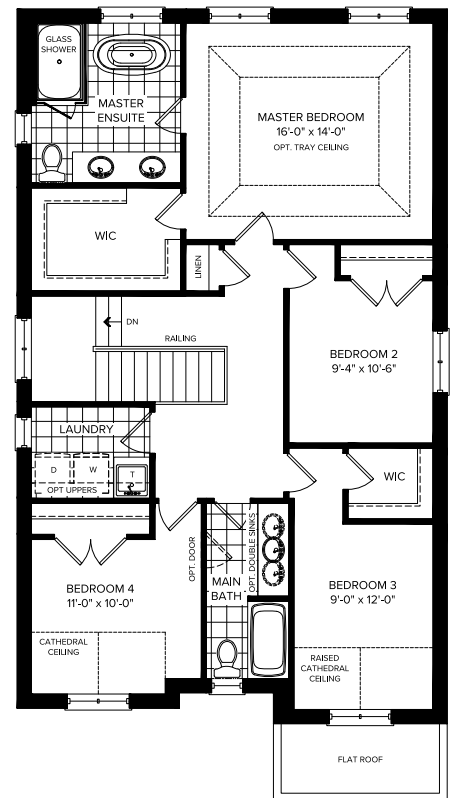 GLASS
SHOWER
MASTER
ENSUITE
MASTER BEDROOM
16'-0" x 14'-0"
OPT. TRAY CEILING
WIC
LINEN
DN
RAILING
BEDROOM 2
9'-4" x 10'-6"
LAUNDRY
D
W
T
OPT UPPERS
WIC
OPT. DOOR
OPT. DOUBLE SINKS
MAIN
BATH
BEDROOM 4
11'-0" x 10'-0"
BEDROOM 3
9'-0" x 12'-0"
CATHEDRAL
CEILING
RAISED
CATHEDRAL
CEILING
FLAT ROOF